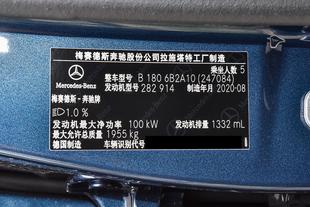 梅赛德斯奔驰股份公司拉施塔特工厂制造
乘坐人数 5
Mercedes-Benz
整车型号 B 180 6B2A10 (247084)
发动机型号 282 914 制造年月 2020-08
梅赛德斯-奔驰牌
1.0 %
发动机最大净功率 100 kW 发动机排量 1332 mL
最大允许总质量 1955 kg
德国制造 车辆识别代号